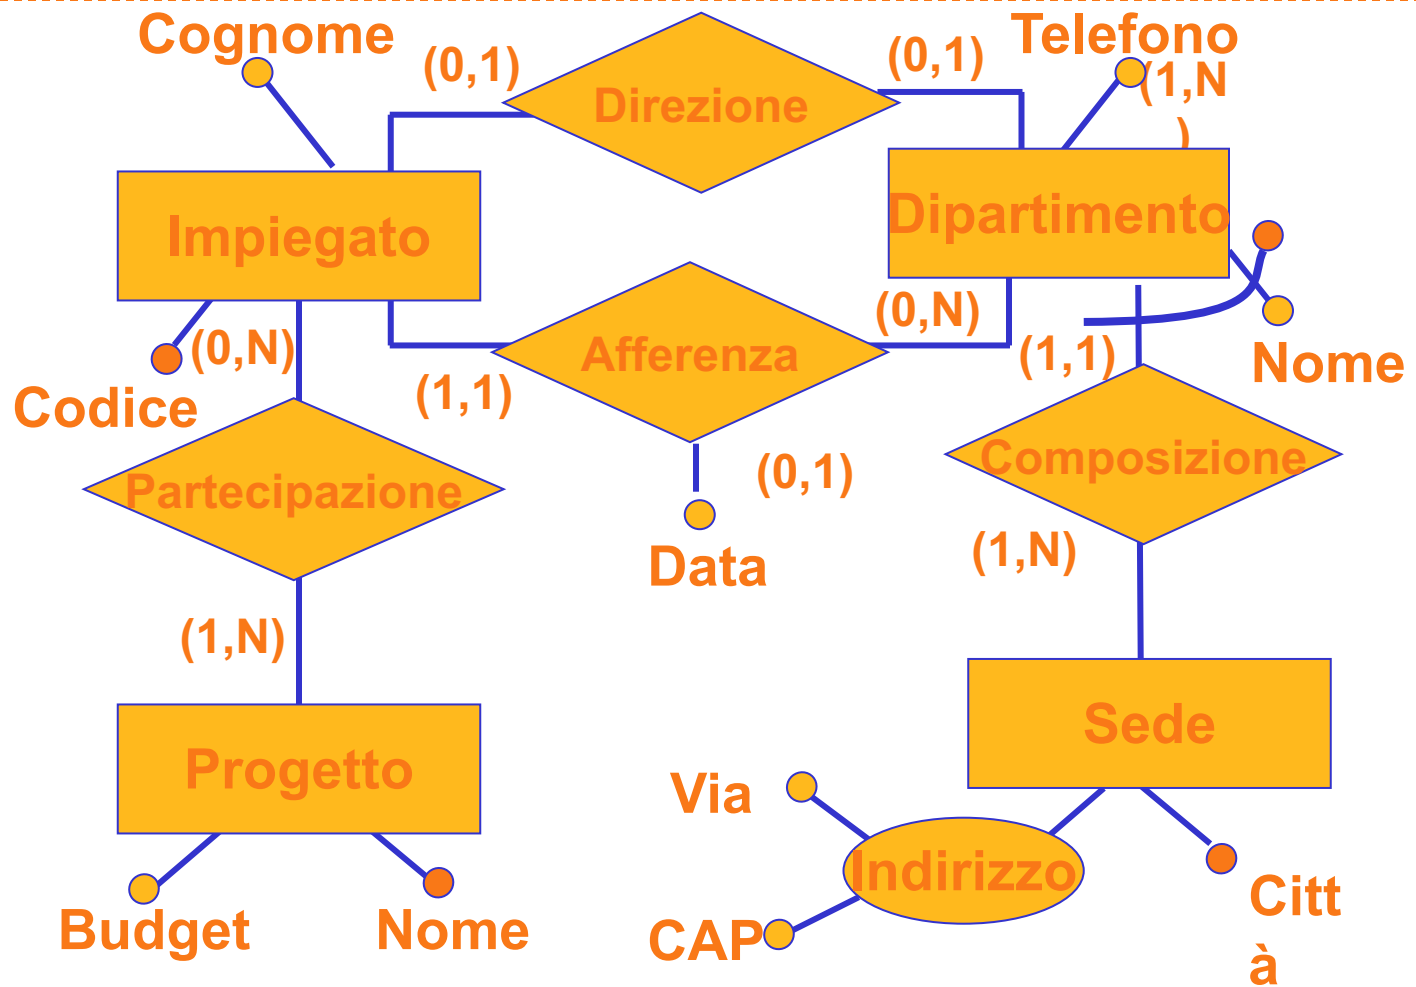 Cognome
Telefono
(0,1)
(0,1)
(1,N
)
Direzione
Impiegato
Dipartimento
(0,N)
(0,N)
Afferenza
(1,1)
Nome
Codice
(1,1)
Partecipazione
(0,1)
Composizione
Data
(1,N)
(1,N)
Progetto
Sede
Via
Indirizzo
Citt
à
Budget
Nome
CAP